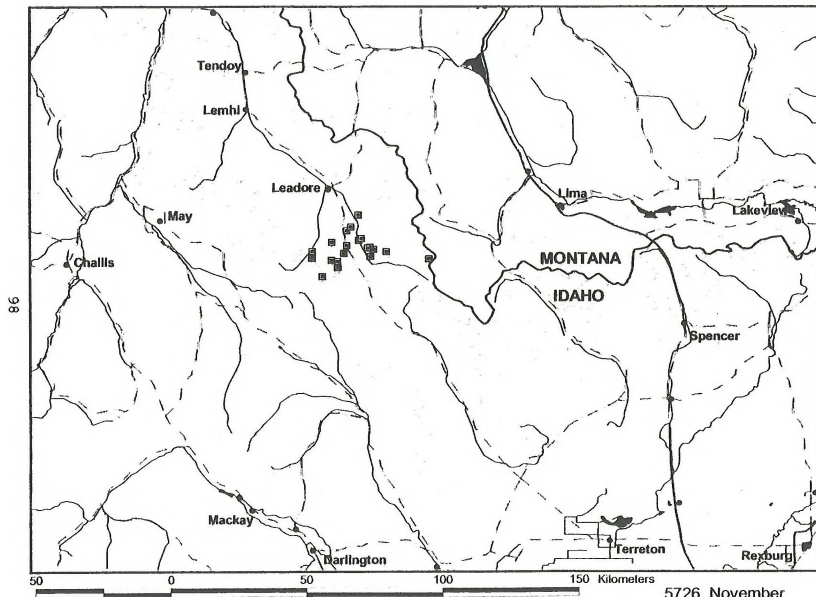 Tendoy
Lemhi
Leadore
Lima
May
Lakeview
Challis
MONTANA
IDAHO
98
Spencer
Mackay
Darlington
Terreton
Rexburg
50 0 50 100 150 Kilometers
5726 November